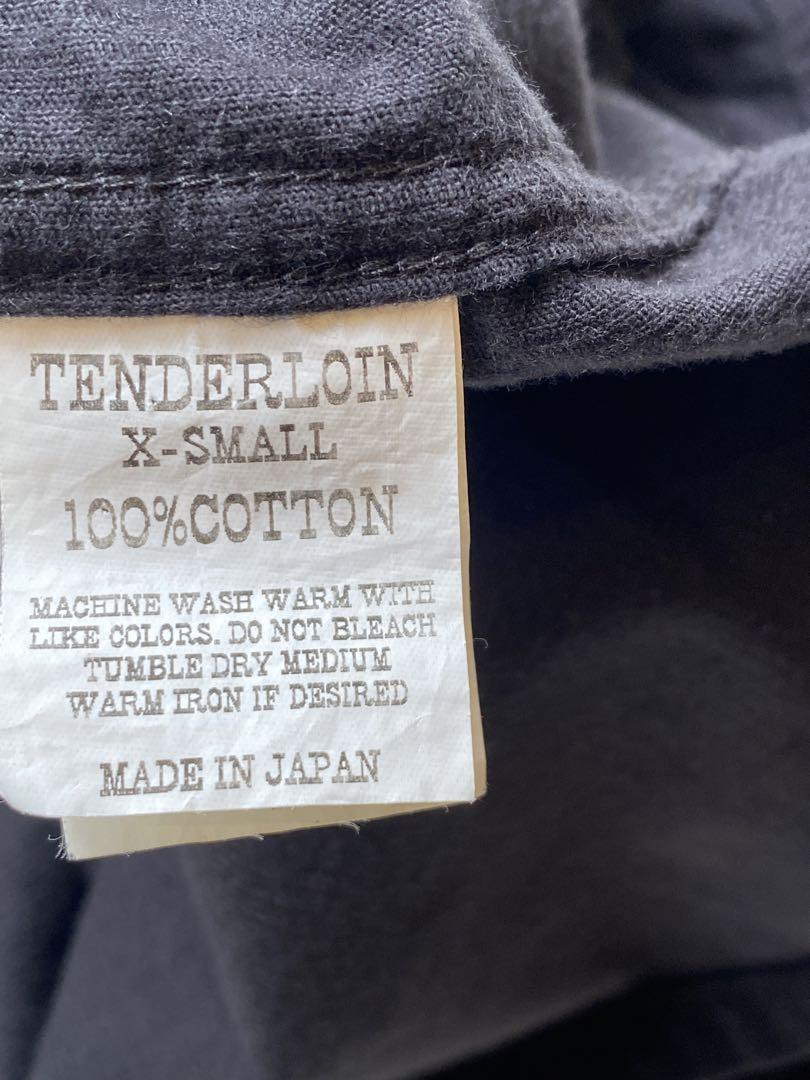 TENDERLOIN
X-SMALL
100%COTTON
MACHINE WASH WARM WITH
LIKE COLORS. DO NOT BLEACH
TUMBLE DRY MEDIUM
WARM IRON IF DESIRED
MADE IN JAPAN